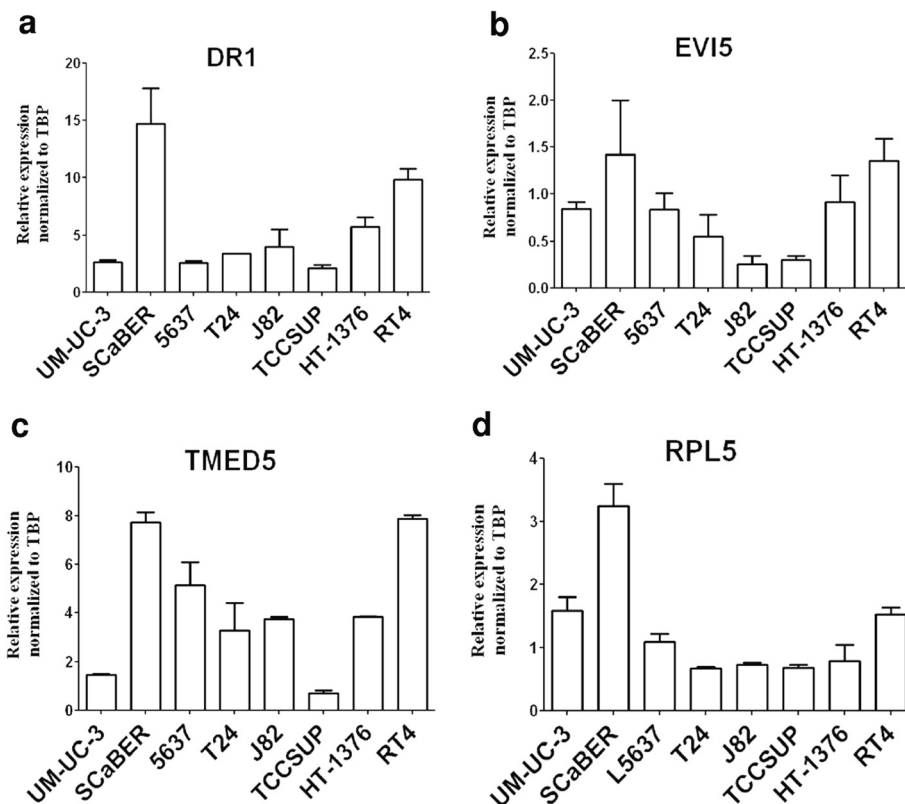 a
DR1
Relative expression
normalized to TBP
20
15
10
5
0
UM-UC-3
SCaBER
5637
T24
J82
TCCSUP
HT-1376
RT4
b
EVI5
Relative expression
normalized to TBP
2.5
2.0
1.5
1.0
0.5
0.0
UM-UC-3
SCaBER
5637
T24
J82
TCCSUP
HT-1376
RT4
c
TMED5
Relative expression
normalized to TBP
10
8
6
4
2
0
UM-UC-3
SCaBER
5637
T24
J82
TCCSUP
HT-1376
RT4
d
RPL5
Relative expression
normalized to TBP
4
3
2
1
0
UM-UC-3
SCaBER
L5637
T24
J82
TCCSUP
HT-1376
RT4